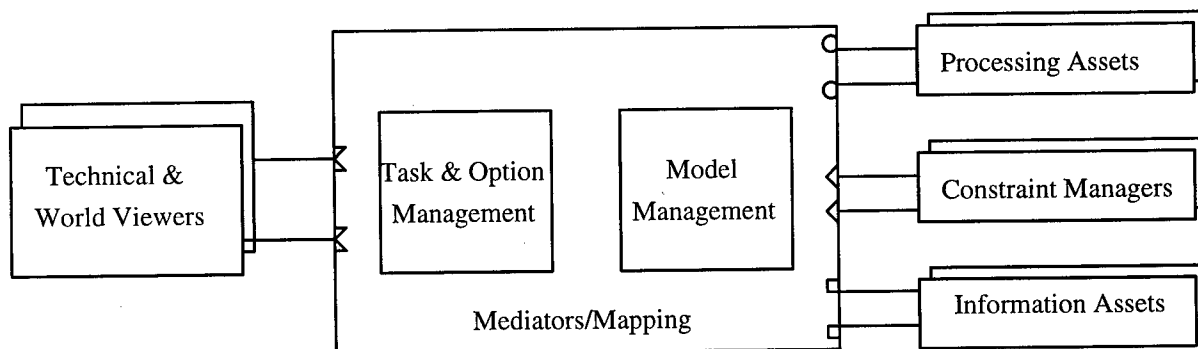 Technical &
World Viewers
Task & Option
Management
Model
Management
Mediators/Mapping
Processing Assets
Constraint Managers
Information Assets